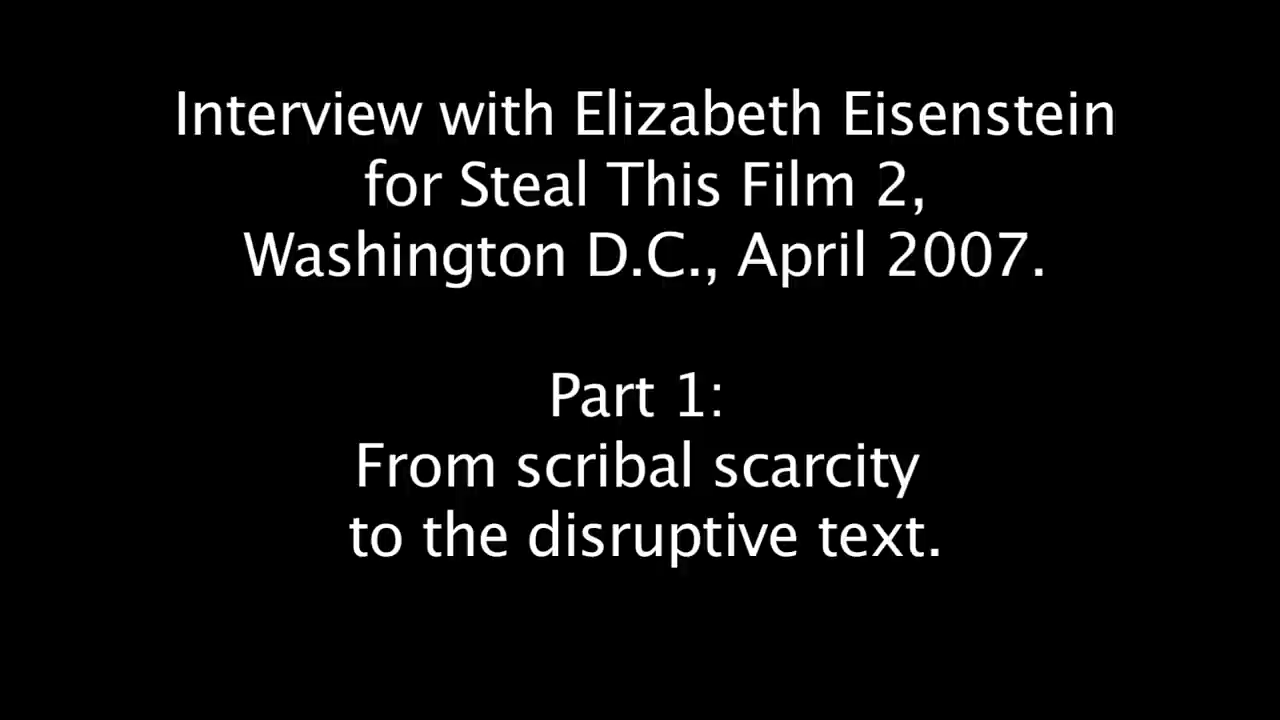 Interview with Elizabeth Eisenstein
for Steal This Film 2,
Washington D.C., April 2007.
Part 1:
From scribal scarcity
to the disruptive text.